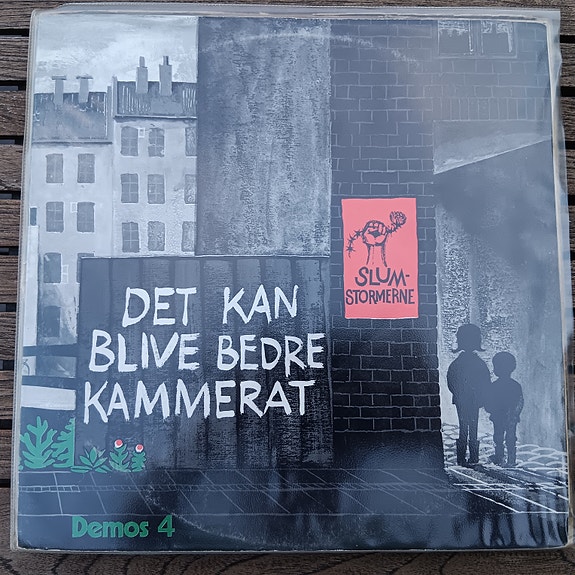 SLUM-
STORMERNE
DET KAN
BLIVE BEDRE
KAMMERAT
Demos 4